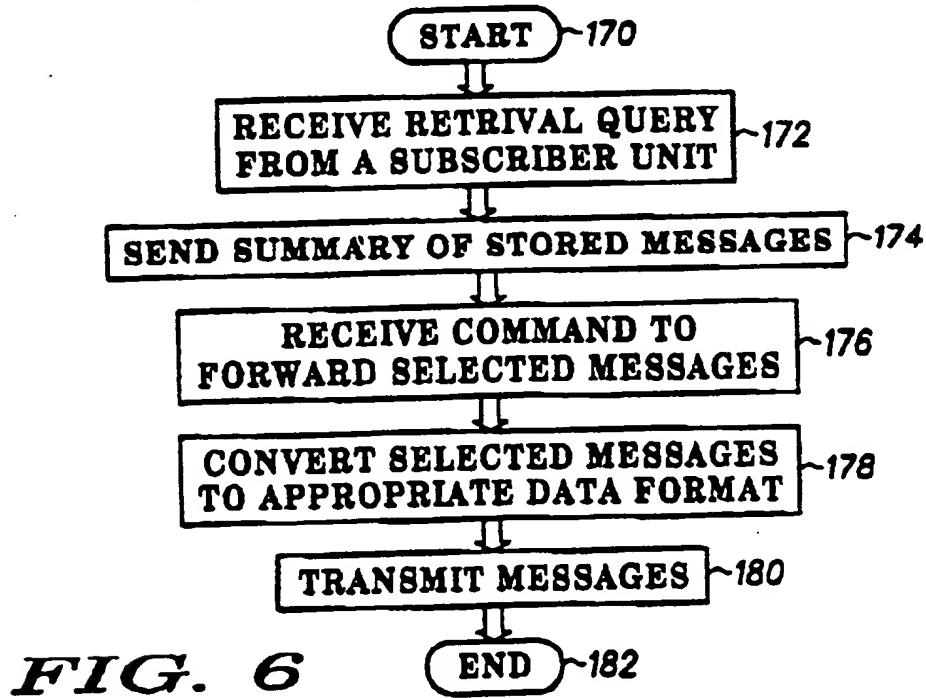 START ~170
RECEIVE RETRIVAL QUERY
FROM A SUBSCRIBER UNIT ~172
SEND SUMMARY OF STORED MESSAGES ~174
RECEIVE COMMAND TO
FORWARD SELECTED MESSAGES ~176
CONVERT SELECTED MESSAGES
TO APPROPRIATE DATA FORMAT ~178
TRANSMIT MESSAGES ~180
END ~182
FIG. 6